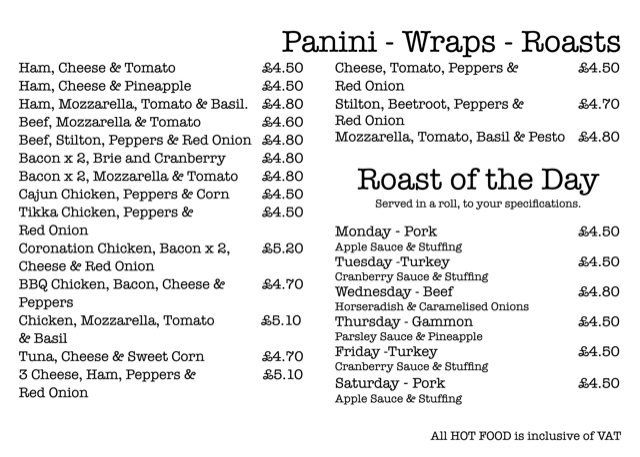 Panini - Wraps - Roasts
Ham, Cheese & Tomato £4.50
Ham, Cheese & Pineapple £4.50
Ham, Mozzarella, Tomato & Basil. £4.80
Beef, Mozzarella & Tomato £4.60
Beef, Stilton, Peppers & Red Onion £4.80
Bacon x 2, Brie and Cranberry £4.80
Bacon x 2, Mozzarella & Tomato £4.80
Cajun Chicken, Peppers & Corn £4.50
Tikka Chicken, Peppers & £4.50
Red Onion
Coronation Chicken, Bacon x 2, £5.20
Cheese & Red Onion
BBQ Chicken, Bacon, Cheese & £4.70
Peppers
Chicken, Mozzarella, Tomato £5.10
& Basil
Tuna, Cheese & Sweet Corn £4.70
3 Cheese, Ham, Peppers & £5.10
Red Onion
Cheese, Tomato, Peppers & £4.50
Red Onion
Stilton, Beetroot, Peppers & £4.70
Red Onion
Mozzarella, Tomato, Basil & Pesto £4.80
Roast of the Day
Served in a roll, to your specifications.
Monday - Pork £4.50
Apple Sauce & Stuffing
Tuesday -Turkey £4.50
Cranberry Sauce & Stuffing
Wednesday - Beef £4.80
Horseradish & Caramelised Onions
Thursday - Gammon £4.50
Parsley Sauce & Pineapple
Friday -Turkey £4.50
Cranberry Sauce & Stuffing
Saturday - Pork £4.50
Apple Sauce & Stuffing
All HOT FOOD is inclusive of VAT